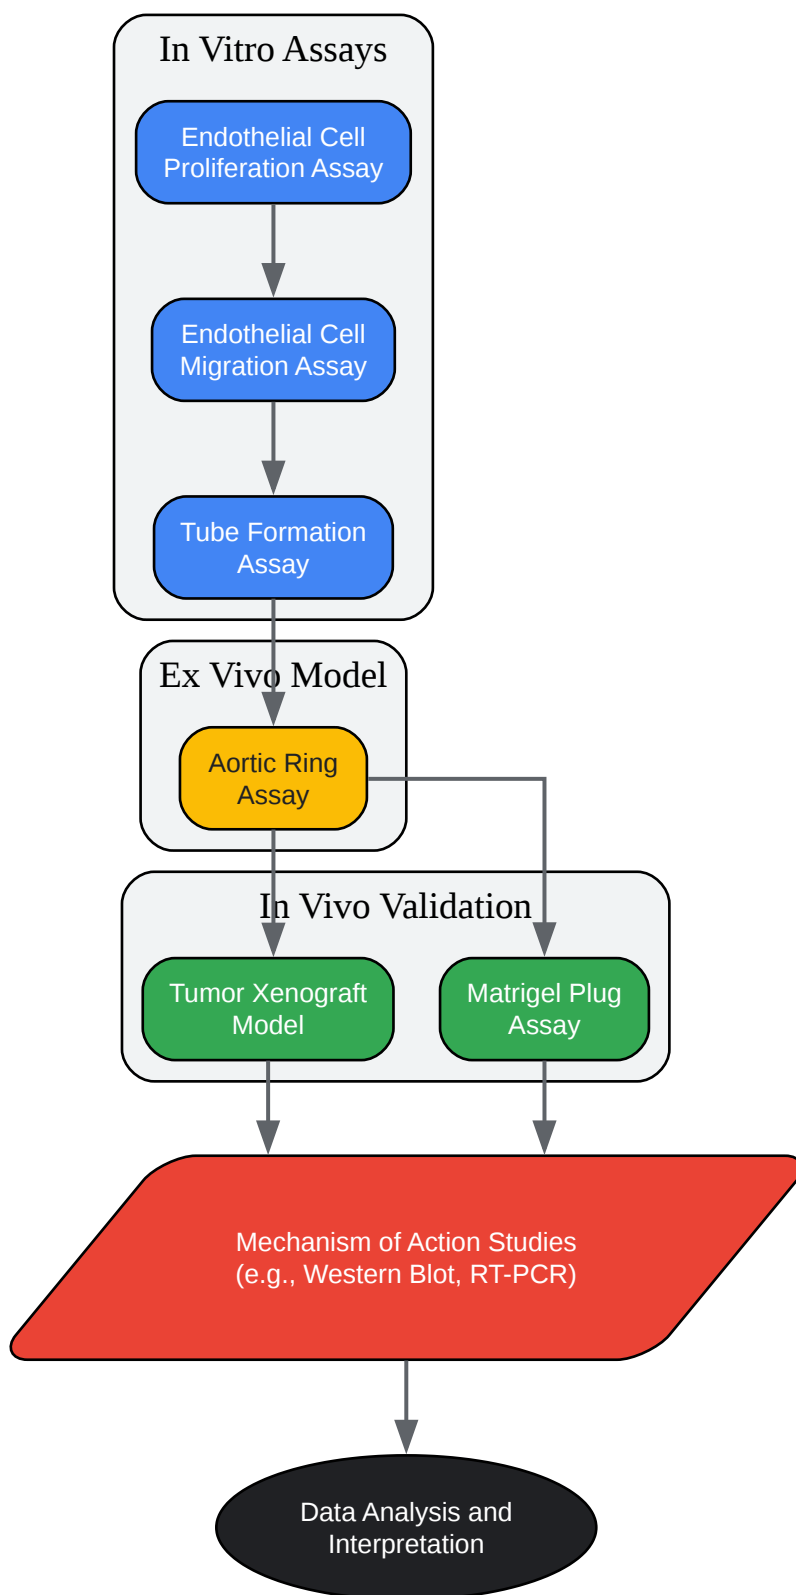 In Vitro Assays
Endothelial Cell
Proliferation Assay
Endothelial Cell
Migration Assay
Tube Formation
Assay
Ex Vivo Model
Aortic Ring
Assay
In Vivo Validation
Tumor Xenograft
Model
Matrigel Plug
Assay
Mechanism of Action Studies
(e.g., Western Blot, RT-PCR)
Data Analysis and
Interpretation